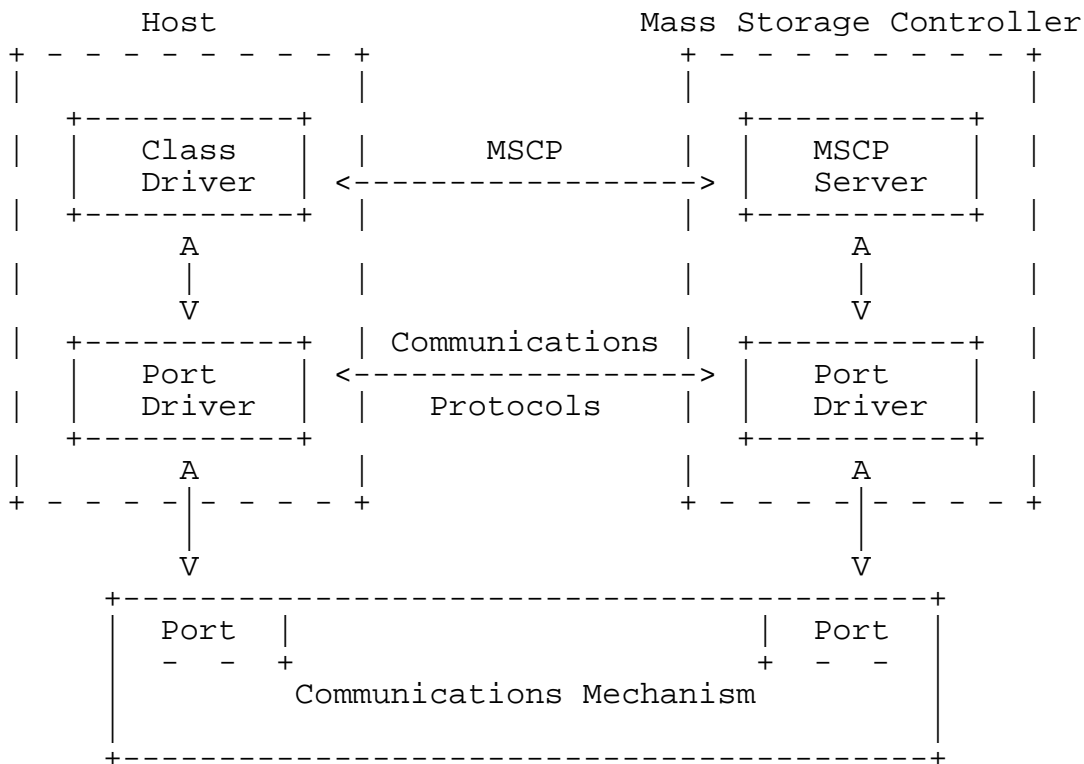 Host Mass Storage Controller
Class MSCP MSCP
Driver Server
A A
V V
Communications
Port Port
Driver Protocols Driver
A A
V V
Port Port
Communications Mechanism